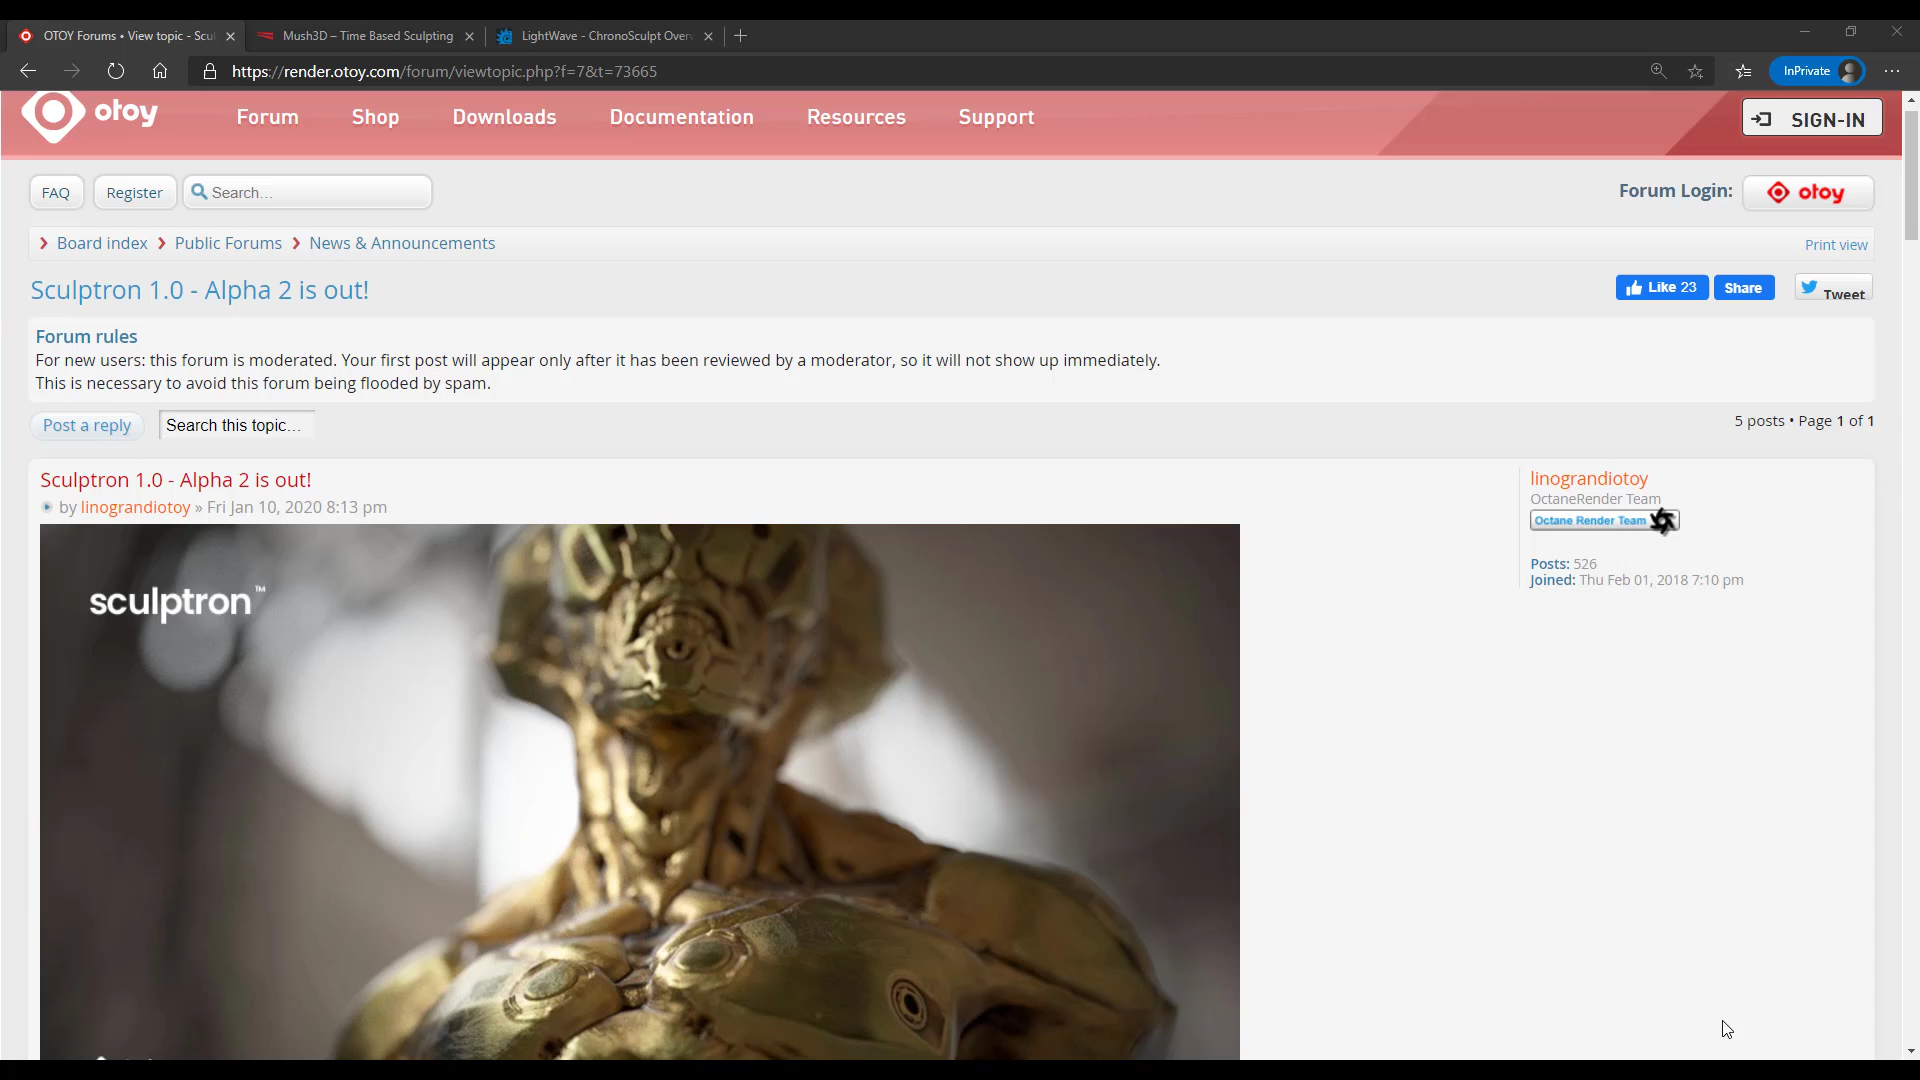 OTOY Forums • View topic - Scul
Mush3D – Time Based Sculpting
LightWave - ChronoSculpt Over
https://render.otoy.com/forum/viewtopic.php?f=7&t=73665
InPrivate
otoy
Forum
Shop
Downloads
Documentation
Resources
Support
SIGN-IN
FAQ
Register
Search...
Forum Login:
otoy
Board index
Public Forums
News & Announcements
Print view
Sculptron 1.0 - Alpha 2 is out!
Like 23
Share
Tweet
Forum rules
For new users: this forum is moderated. Your first post will appear only after it has been reviewed by a moderator, so it will not show up immediately.
This is necessary to avoid this forum being flooded by spam.
Post a reply
Search this topic...
5 posts • Page 1 of 1
Sculptron 1.0 - Alpha 2 is out!
by linograndiotoy » Fri Jan 10, 2020 8:13 pm
linograndiotoy
OctaneRender Team
Octane Render Team
Posts: 526
Joined: Thu Feb 01, 2018 7:10 pm
sculptron™